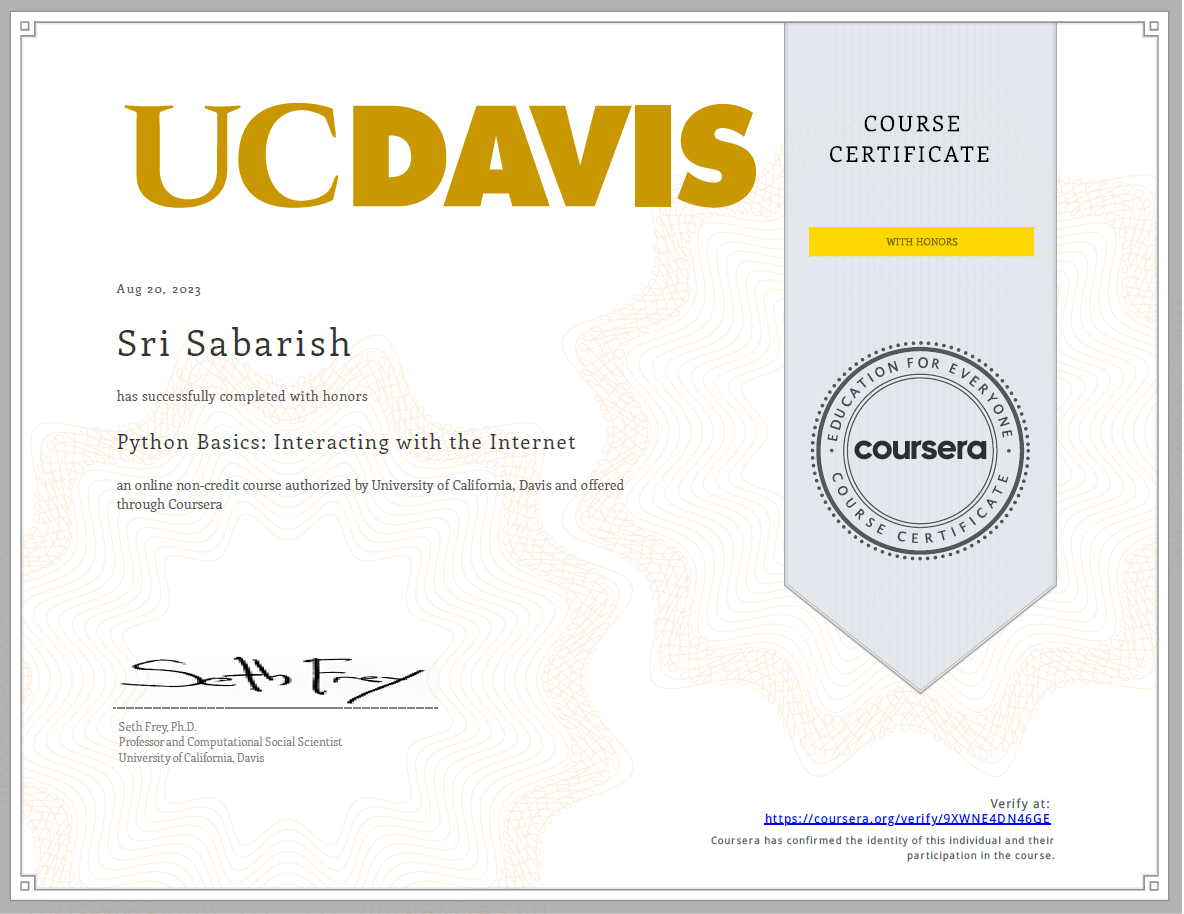 UCDAVIS
COURSE
CERTIFICATE
WITH HONORS
Aug 20, 2023
Sri Sabarish
has successfully completed with honors
Python Basics: Interacting with the Internet
an online non-credit course authorized by University of California, Davis and offered
through Coursera
EDUCATION FOR EVERYONE
coursera
COURSE CERTIFICATE
Seth Frey
Seth Frey, Ph.D.
Professor and Computational Social Scientist
University of California, Davis
Verify at:
https://coursera.org/verify/9XWNE4DN46GE
Coursera has confirmed the identity of this individual and their
participation in the course.